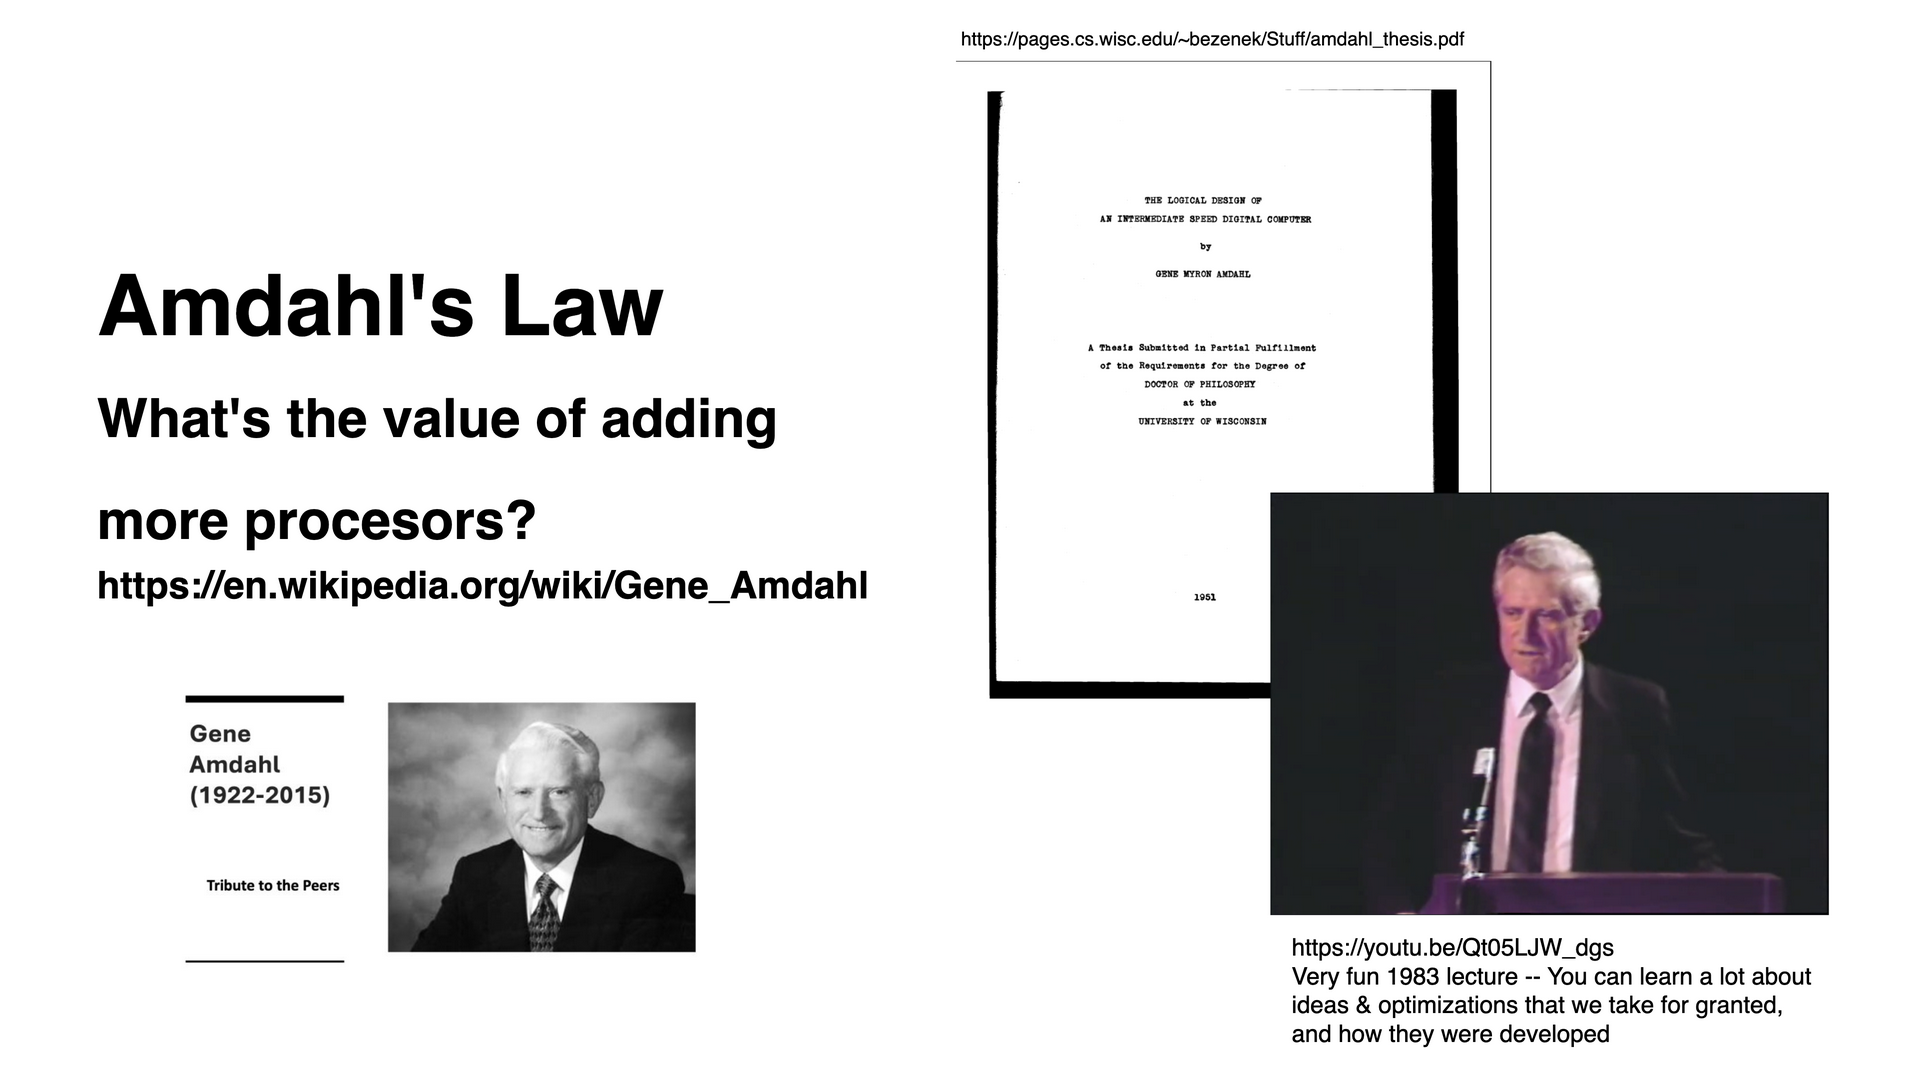 https://pages.cs.wisc.edu/~bezenek/Stuff/amdahl_thesis.pdf
THE LOGICAL DESIGN OF
AN INTERMEDIATE SPEED DIGITAL COMPUTER
by
GENE MYRON AMDAHL
A Thesis Submitted in Partial Fulfillment
of the Requirements for the Degree of
DOCTOR OF PHILOSOPHY
at the
UNIVERSITY OF WISCONSIN
1951
Amdahl's Law
What's the value of adding
more procesors?
https://en.wikipedia.org/wiki/Gene_Amdahl
Gene
Amdahl
(1922-2015)
Tribute to the Peers
https://youtu.be/Qt05LJW_dgs
Very fun 1983 lecture -- You can learn a lot about
ideas & optimizations that we take for granted,
and how they were developed